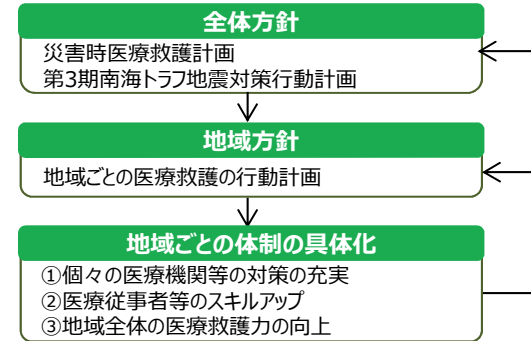 全体方針
災害時医療救護計画
第3期南海トラフ地震対策行動計画
地域方針
地域ごとの医療救護の行動計画
地域ごとの体制の具体化
①個々の医療機関等の対策の充実
②医療従事者等のスキルアップ
③地域全体の医療救護力の向上